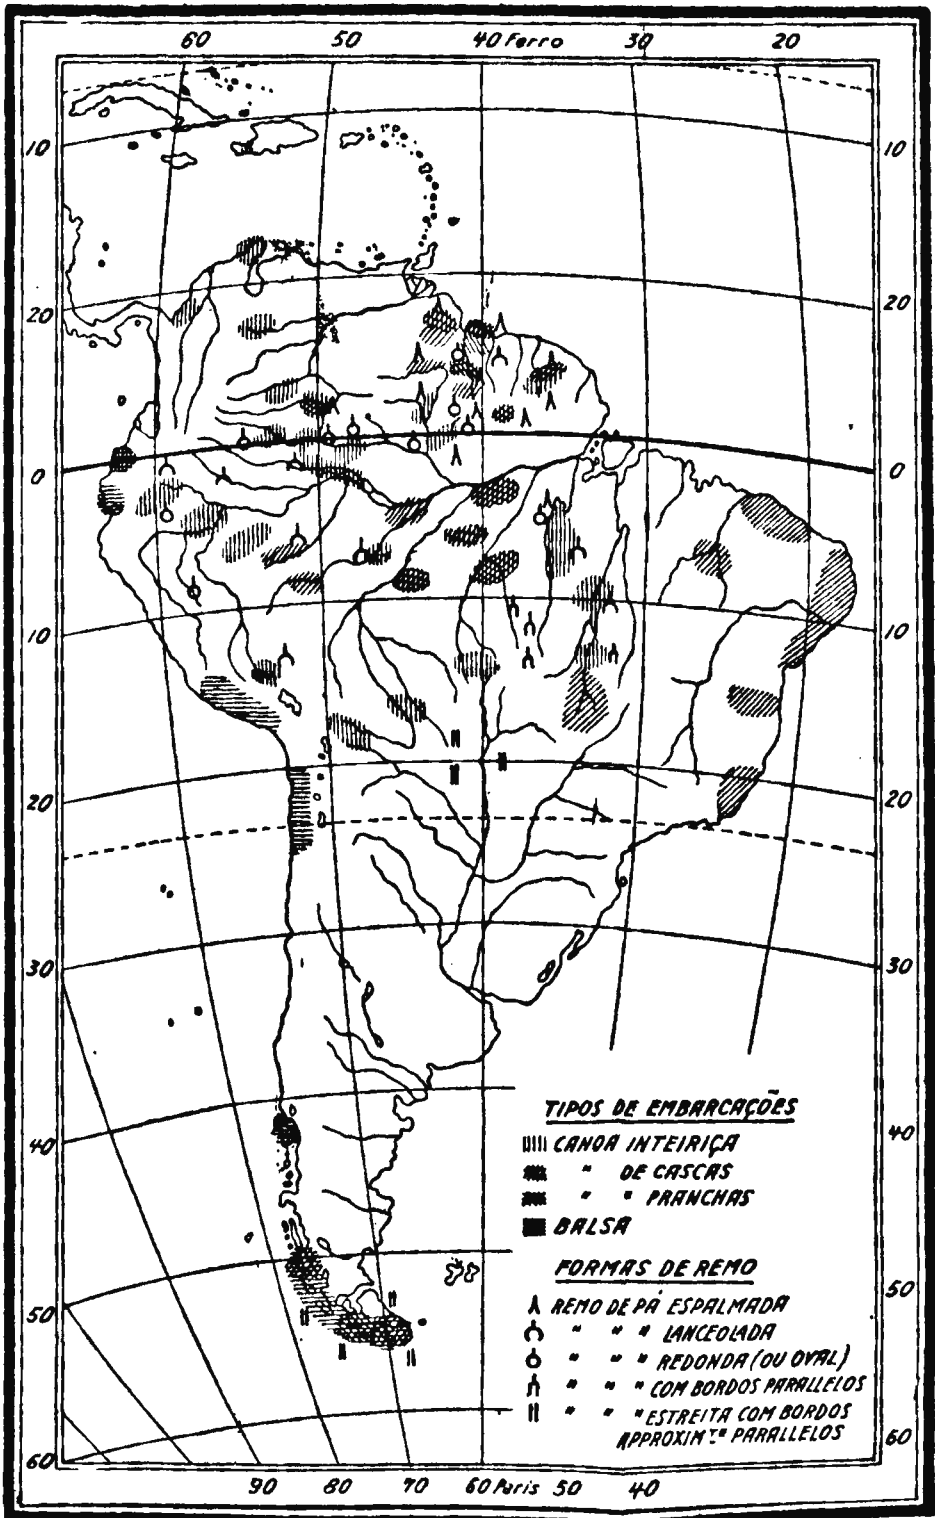 60 50 40 Ferro 30 20
10 10
20 20
0 0
10 10
20 20
30 30
40 40
50 50
60 60
90 80 70 60 Paris 50 40
TIPOS DE EMBARCAÇÕES
CANOA INTEIRIÇA
" DE CASCAS
" " PRANCHAS
BALSA
FORMAS DE REMO
REMO DE PÁ ESPALMADA
" " " LANCEOLADA
" " " REDONDA (OU OVAL)
" " " COM BORDOS PARALLELOS
" " " ESTREITA COM BORDOS
APPROXIM.TE PARALLELOS